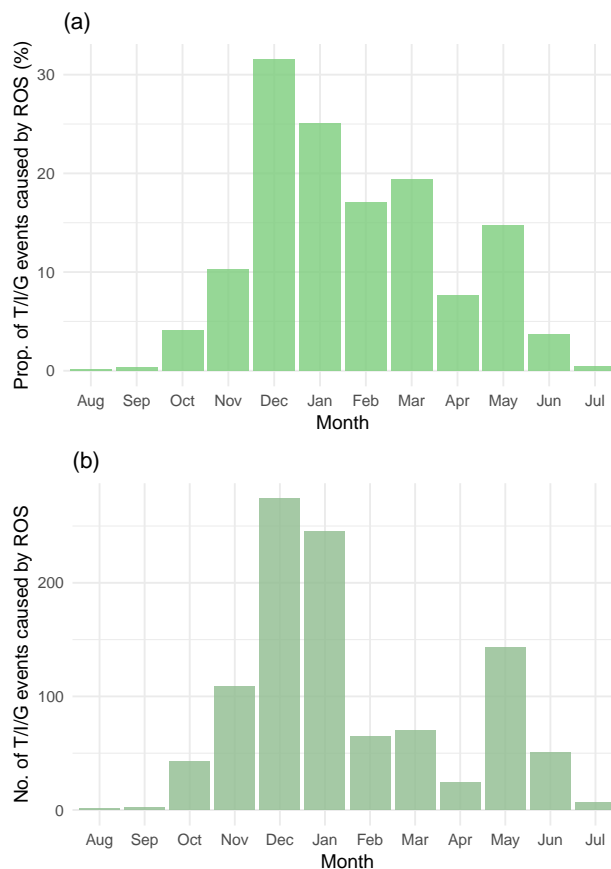 (a)
Prop. of T/I/G events caused by ROS (%)
30
20
10
0
Aug Sep Oct Nov Dec Jan Feb Mar Apr May Jun Jul
Month
(b)
No. of T/I/G events caused by ROS
200
100
0
Aug Sep Oct Nov Dec Jan Feb Mar Apr May Jun Jul
Month